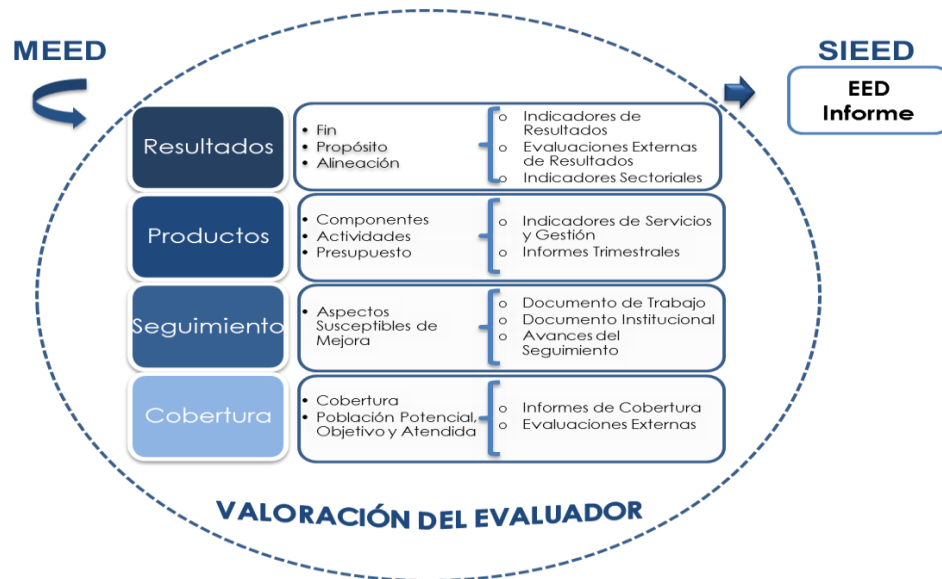 MEED
SIEED
EED
Informe
Resultados
• Fin
• Propósito
• Alineación
o Indicadores de
Resultados
o Evaluaciones Externas
de Resultados
o Indicadores Sectoriales
Productos
• Componentes
• Actividades
• Presupuesto
o Indicadores de Servicios
y Gestión
o Informes Trimestrales
Seguimiento
• Aspectos
Susceptibles de
Mejora
o Documento de Trabajo
o Documento Institucional
o Avances del
Seguimiento
Cobertura
• Cobertura
• Población Potencial,
Objetivo y Atendida
o Informes de Cobertura
o Evaluaciones Externas
VALORACIÓN DEL EVALUADOR